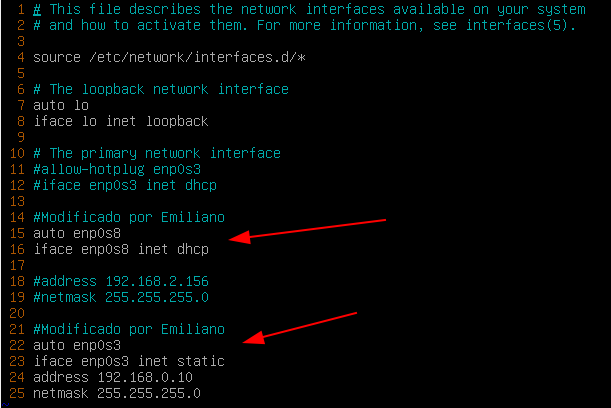 1 # This file describes the network interfaces available on your system
2 # and how to activate them. For more information, see interfaces(5).
3
4 source /etc/network/interfaces.d/*
5
6 # The loopback network interface
7 auto lo
8 iface lo inet loopback
9
10 # The primary network interface
11 #allow-hotplug enp0s3
12 #iface enp0s3 inet dhcp
13
14 #Modificado por Emiliano
15 auto enp0s8
16 iface enp0s8 inet dhcp
17
18 #address 192.168.2.156
19 #netmask 255.255.255.0
20
21 #Modificado por Emiliano
22 auto enp0s3
23 iface enp0s3 inet static
24 address 192.168.0.10
25 netmask 255.255.255.0